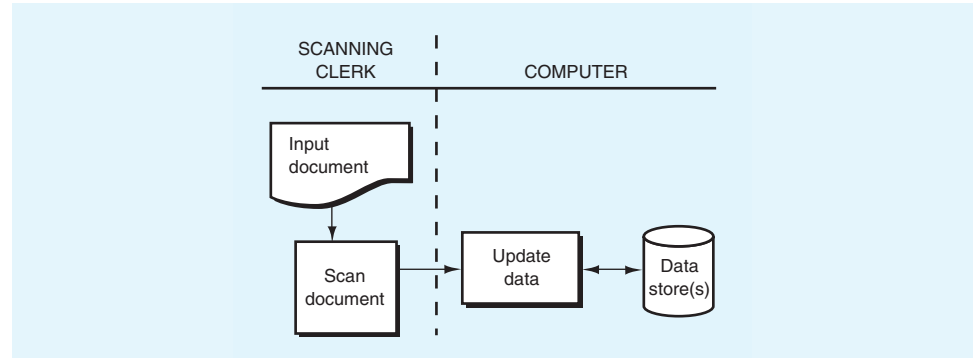 SCANNING
CLERK
COMPUTER
Input
document
Scan
document
Update
data
Data
store(s)